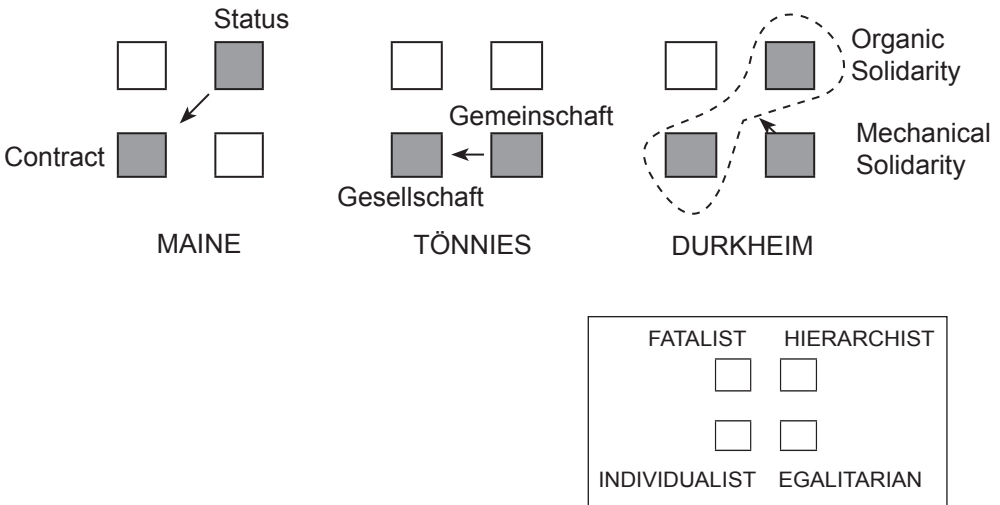 Status
Contract
MAINE
Gemeinschaft
Gesellschaft
TÖNNIES
Organic
Solidarity
Mechanical
Solidarity
DURKHEIM
FATALIST HIERARCHIST
INDIVIDUALIST EGALITARIAN